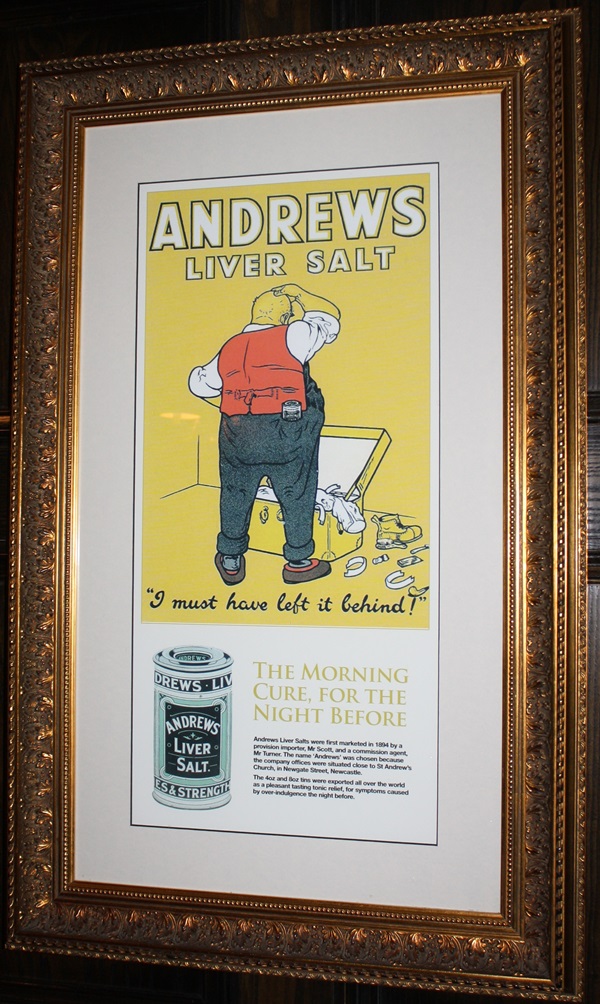 ANDREWS
LIVER SALT
"I must have left it behind!"
ANDREWS
DREWS · LIV
ANDREWS
LIVER
SALT.
ES & STRENGTH
THE MORNING
CURE, FOR THE
NIGHT BEFORE
Andrews Liver Salts were first marketed in 1894 by a
provision importer, Mr Scott, and a commission agent,
Mr Turner. The name 'Andrews' was chosen because
the company offices were situated close to St Andrew's
Church, in Newgate Street, Newcastle.
The 4oz and 8oz tins were exported all over the world
as a pleasant tasting tonic relief, for symptoms caused
by over-indulgence the night before.